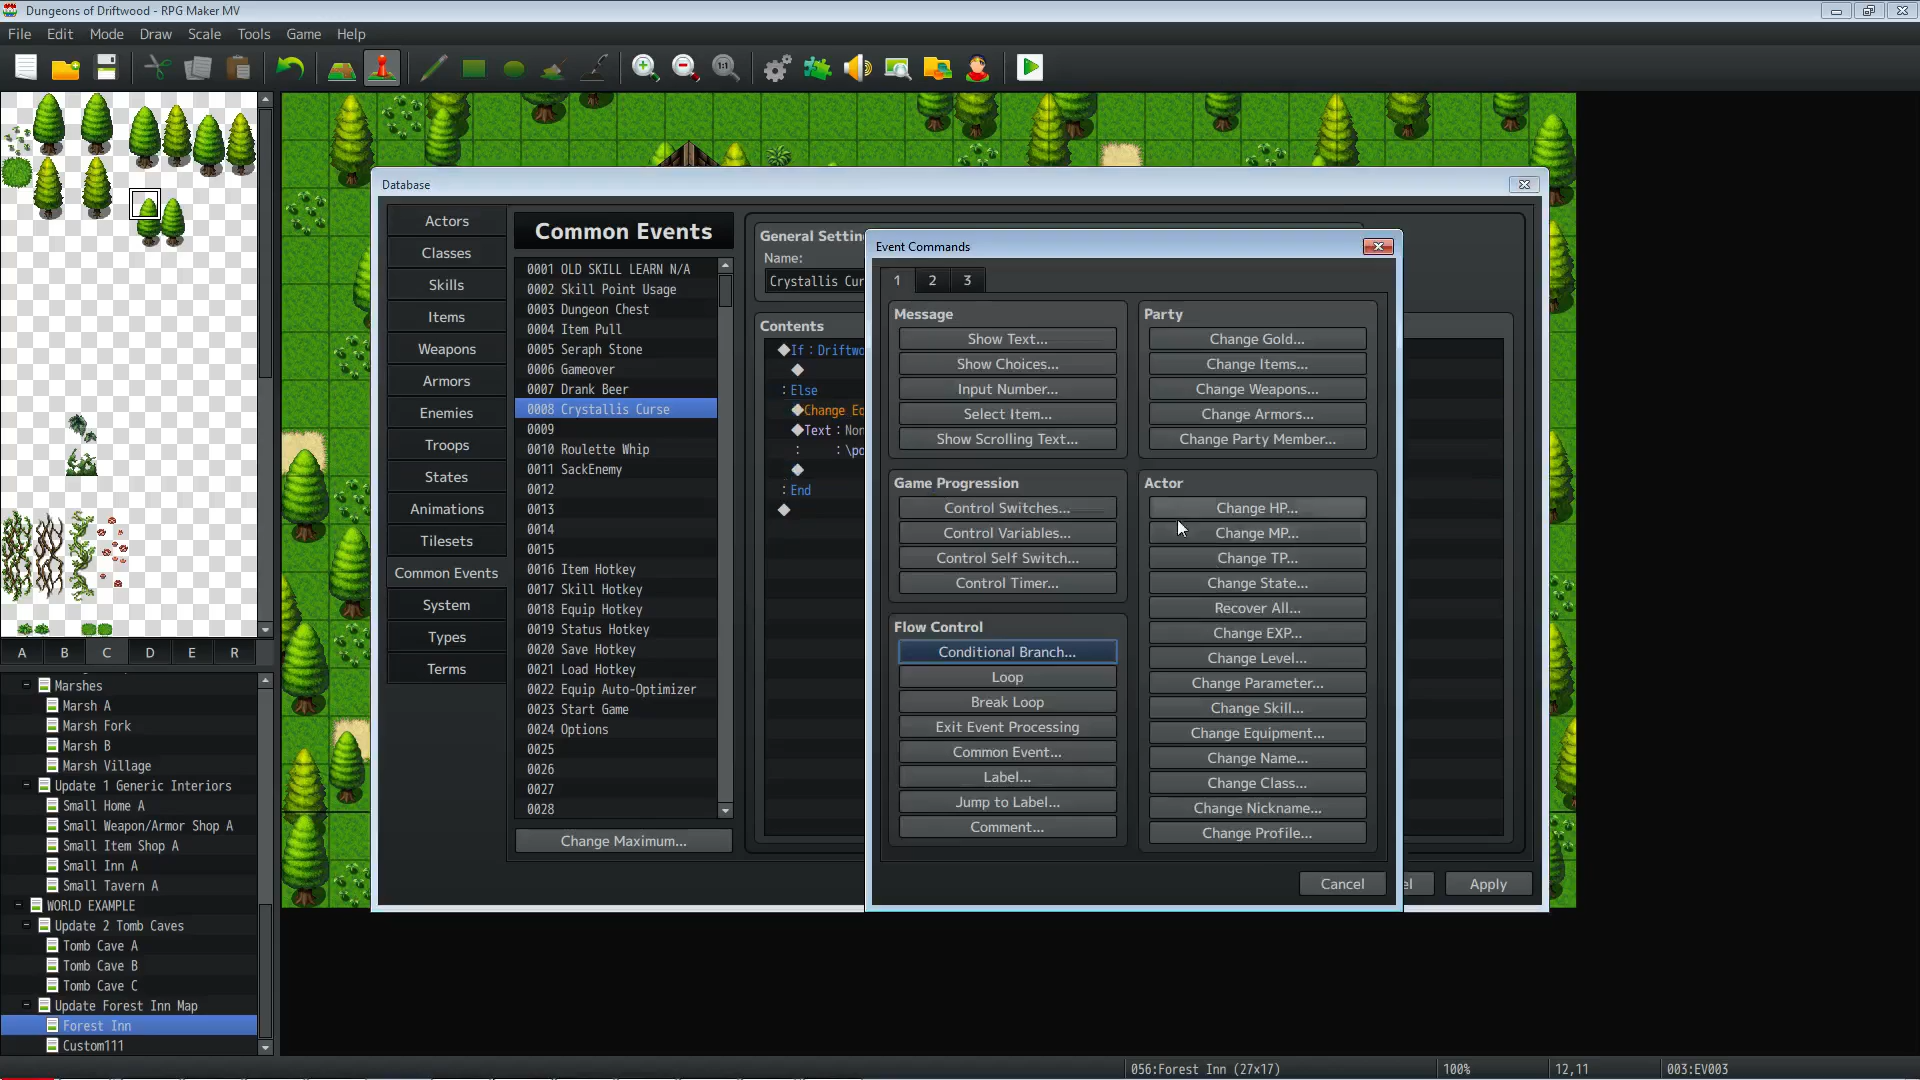 Dungeons of Driftwood - RPG Maker MV
File Edit Mode Draw Scale Tools Game Help
1:1
Database
Actors
Classes
Skills
Items
Weapons
Armors
Enemies
Troops
States
Animations
Tilesets
Common Events
System
Types
Terms
Common Events
0001 OLD SKILL LEARN N/A
0002 Skill Point Usage
0003 Dungeon Chest
0004 Item Pull
0005 Seraph Stone
0006 Gameover
0007 Drank Beer
0008 Crystallis Curse
0009
0010 Roulette Whip
0011 SackEnemy
0012
0013
0014
0015
0016 Item Hotkey
0017 Skill Hotkey
0018 Equip Hotkey
0019 Status Hotkey
0020 Save Hotkey
0021 Load Hotkey
0022 Equip Auto-Optimizer
0023 Start Game
0024 Options
0025
0026
0027
0028
Change Maximum...
General Settin
Name:
Crystallis Cur
Contents
◆If : Driftwo
◆
: Else
◆Change Eq
◆Text : Non
: : \po
◆
: End
◆
Event Commands
1 2 3
Message
Show Text...
Show Choices...
Input Number...
Select Item...
Show Scrolling Text...
Game Progression
Control Switches...
Control Variables...
Control Self Switch...
Control Timer...
Flow Control
Conditional Branch...
Loop
Break Loop
Exit Event Processing
Common Event...
Label...
Jump to Label...
Comment...
Party
Change Gold...
Change Items...
Change Weapons...
Change Armors...
Change Party Member...
Actor
Change HP...
Change MP...
Change TP...
Change State...
Recover All...
Change EXP...
Change Level...
Change Parameter...
Change Skill...
Change Equipment...
Change Name...
Change Class...
Change Nickname...
Change Profile...
Cancel
el
Apply
A B C D E R
Marshes
Marsh A
Marsh Fork
Marsh B
Marsh Village
Update 1 Generic Interiors
Small Home A
Small Weapon/Armor Shop A
Small Item Shop A
Small Inn A
Small Tavern A
WORLD EXAMPLE
Update 2 Tomb Caves
Tomb Cave A
Tomb Cave B
Tomb Cave C
Update Forest Inn Map
Forest Inn
Custom111
056:Forest Inn (27x17) 100% 12,11 003:EV003